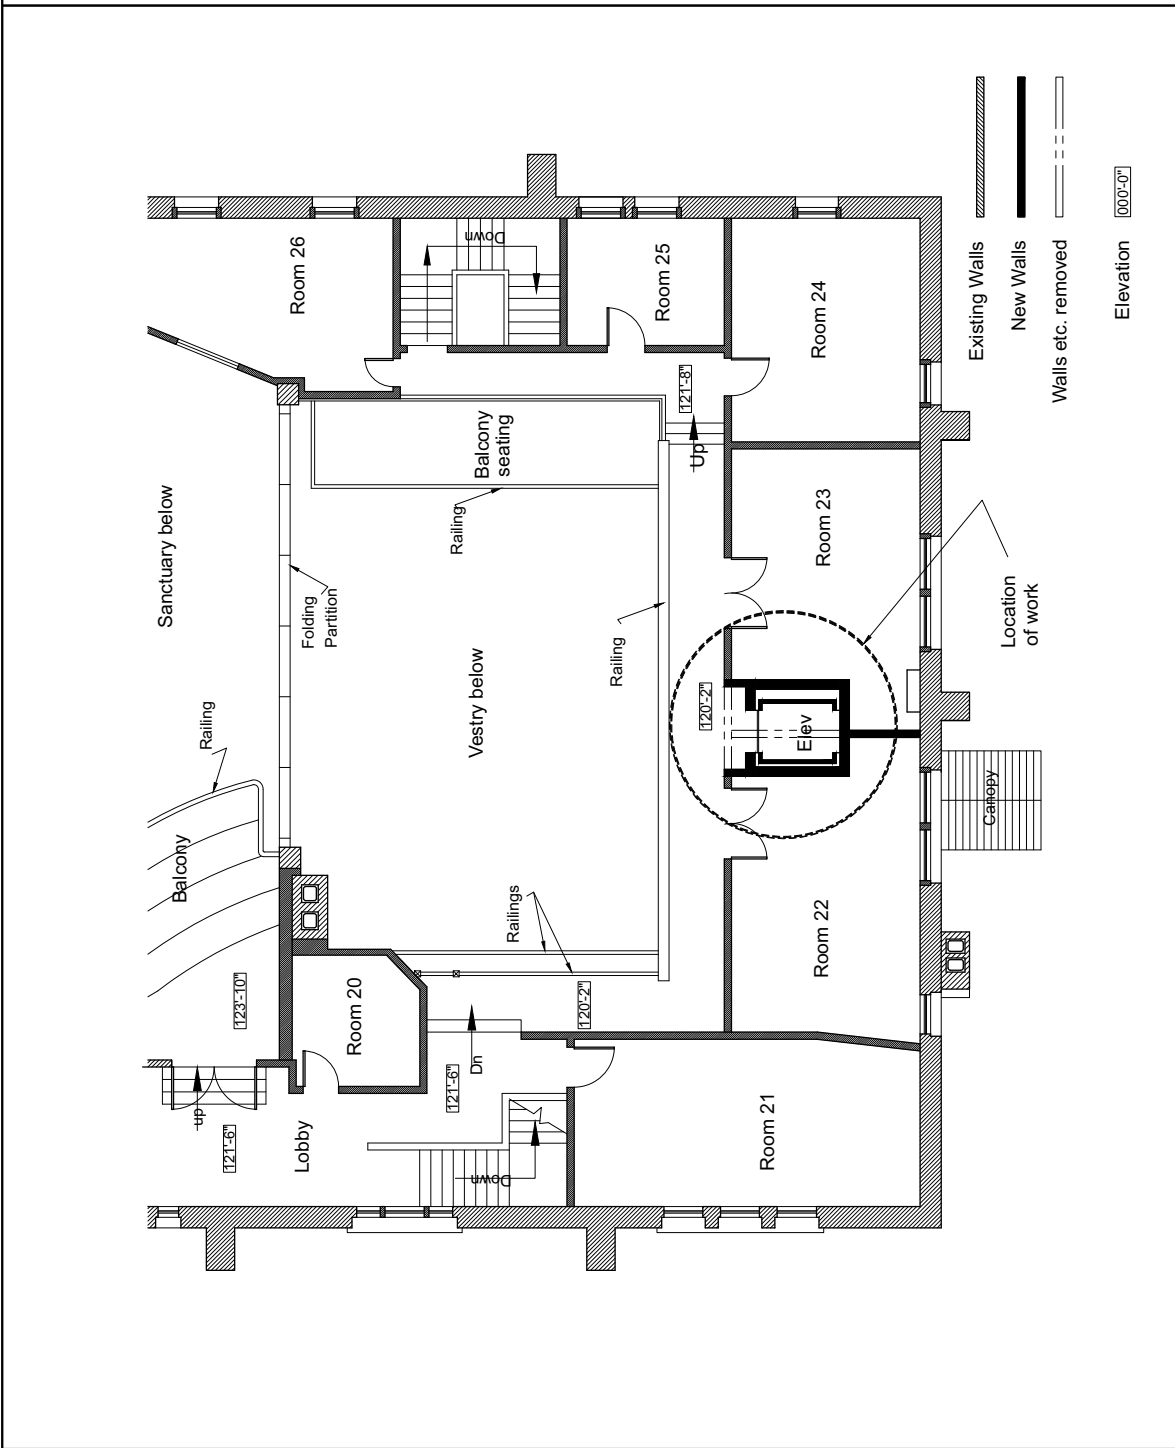 Sanctuary below
Room 26
Down
Room 25
Room 24
Balcony
seating
Railing
Folding
Partition
121'-8"
Up
Room 23
Railing
Vestry below
Railing
120'-2"
Elev
Location
of work
Balcony
Railings
Canopy
Room 22
123'-10"
Room 20
120'-2"
Dn
121'-6"
up
121'-6"
Lobby
Down
Room 21
Existing Walls
New Walls
Walls etc. removed
Elevation
000'-0"